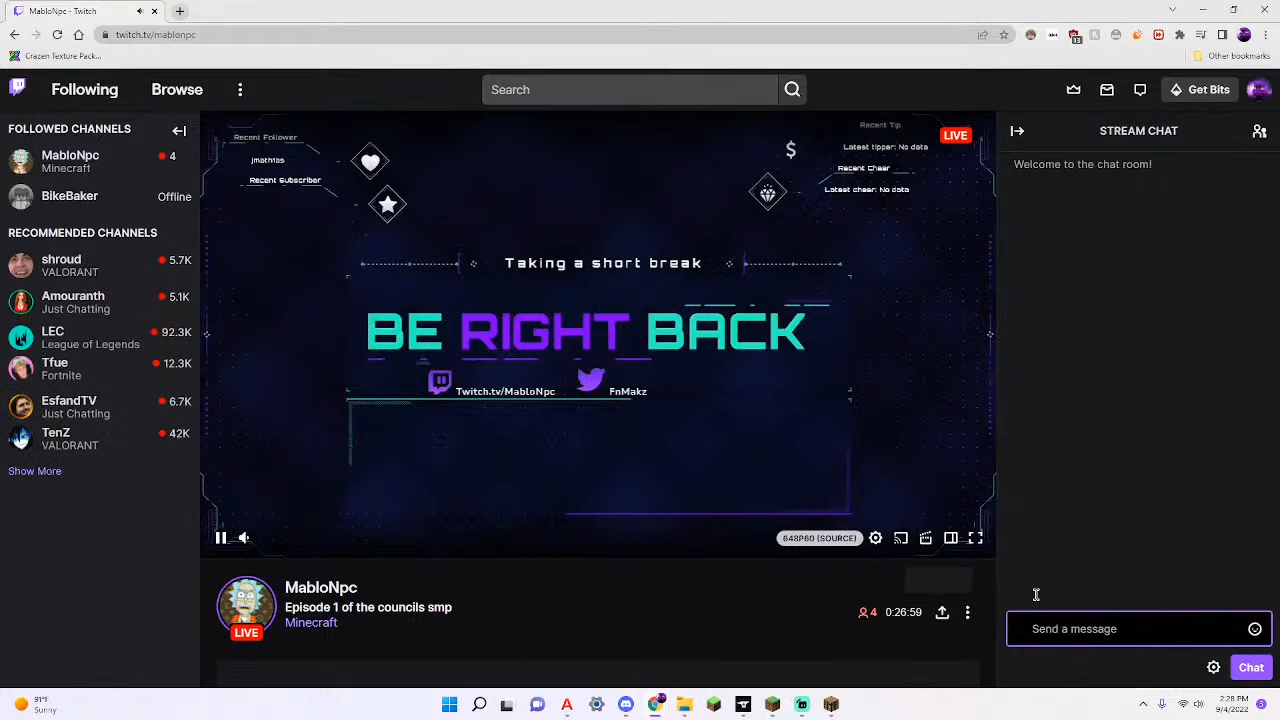 MabloNpc - Twitch
twitch.tv/mablonpc
13
Crazen Texture Pack...
Other bookmarks
Following
Browse
Search
Get Bits
FOLLOWED CHANNELS
MabloNpc
4
Minecraft
BikeBaker
Offline
RECOMMENDED CHANNELS
shroud
5.7K
VALORANT
Amouranth
5.1K
Just Chatting
LEC
92.3K
League of Legends
Tfue
12.3K
Fortnite
EsfandTV
6.7K
Just Chatting
TenZ
42K
VALORANT
Show More
Recent Follower
jmath1as
Recent Subscriber
Recent Tip
LIVE
$
Latest tipper: No data
Recent Cheer
Latest cheer: No data
Taking a short break
BE RIGHT BACK
Twitch.tv/MabloNpc
FnMakz
648P60 (SOURCE)
MabloNpc
Episode 1 of the councils smp
Minecraft
LIVE
4
0:26:59
STREAM CHAT
Welcome to the chat room!
Send a message
Chat
91°F
Sunny
2:28 PM
9/4/2022
3